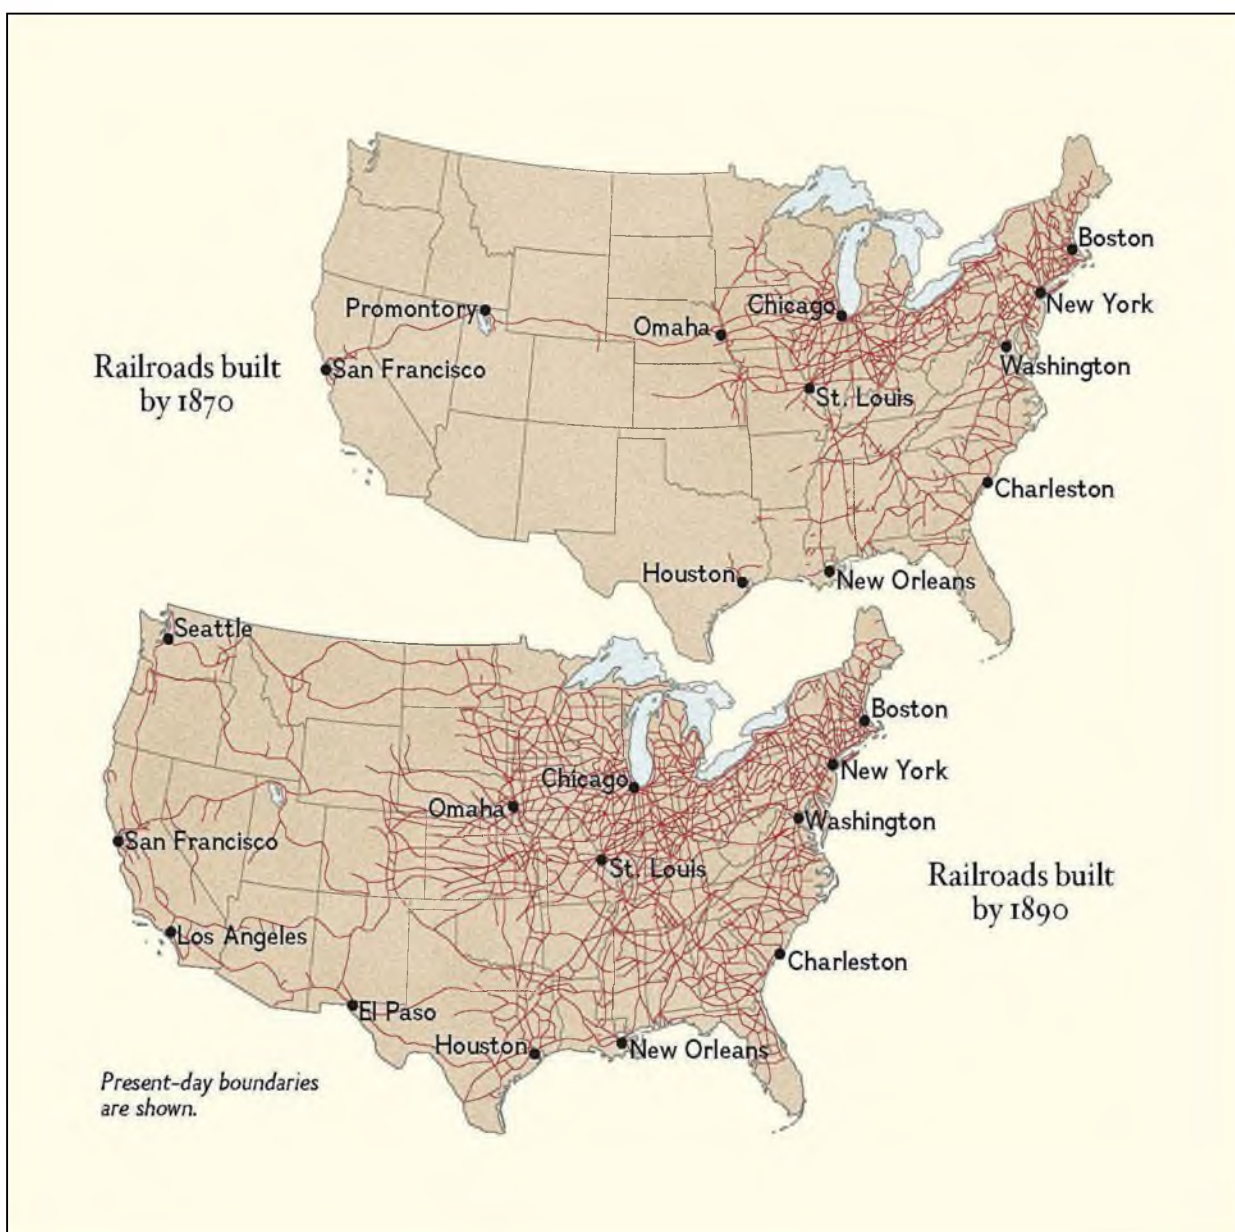 Boston
New York
Chicago
Promontory
Omaha
Washington
Railroads built
by 1870
San Francisco
St. Louis
Charleston
Houston
New Orleans
Seattle
Boston
New York
Chicago
Omaha
Washington
San Francisco
St. Louis
Railroads built
by 1890
Los Angeles
Charleston
El Paso
Houston
New Orleans
Present-day boundaries
are shown.